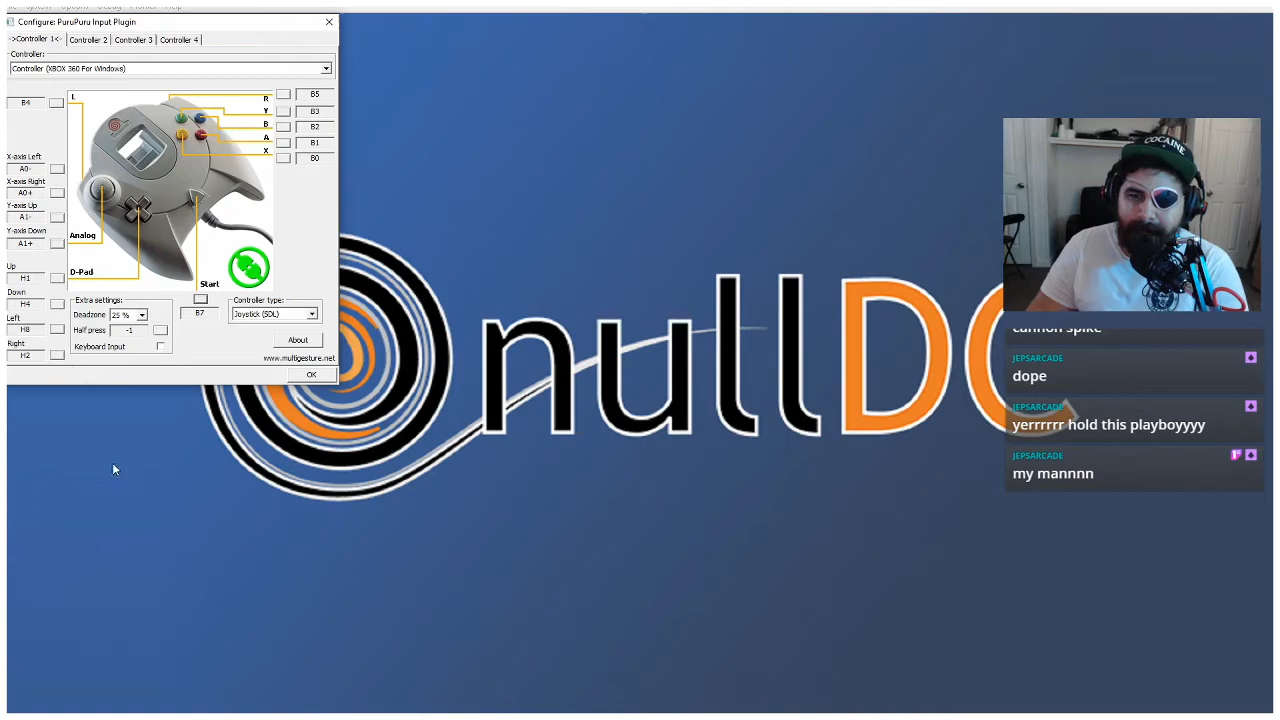 Configure: PuruPuru Input Plugin
->Controller 1<-
Controller 2
Controller 3
Controller 4
Controller:
Controller (XBOX 360 For Windows)
L
B4
R
B5
Y
B3
B
B2
A
B1
X
B0
X-axis Left
A0-
X-axis Right
A0+
Y-axis Up
A1-
Y-axis Down
A1+
Analog
D-Pad
Start
Up
H1
Down
H4
Left
H8
Right
H2
B7
Extra settings:
Deadzone
25 %
Half press
-1
Keyboard Input
Controller type:
Joystick (SDL)
About
www.multigesture.net
OK
nullDC
COCAINE
cannon spike
JEPSARCADE
dope
JEPSARCADE
yerrrrrr hold this playboyyyy
JEPSARCADE
my mannnn